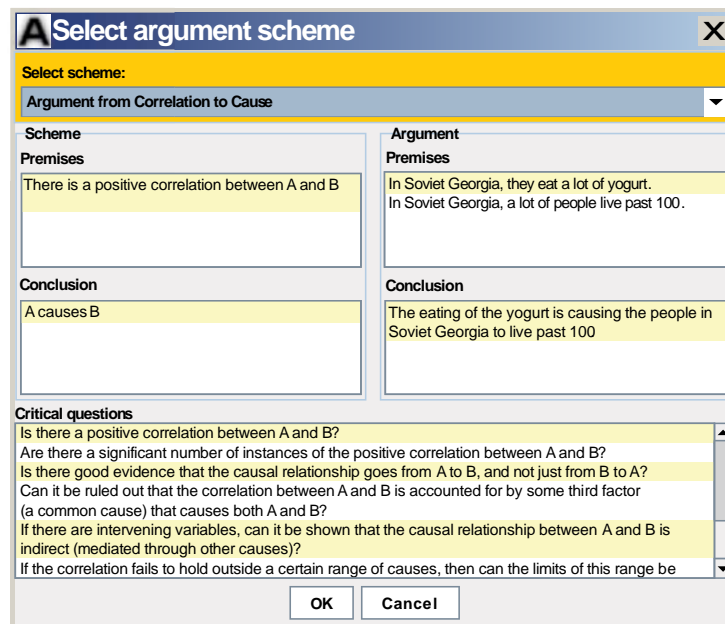 A Select argument scheme X
Select scheme:
Argument from Correlation to Cause
Scheme
Premises
There is a positive correlation between A and B
Conclusion
A causes B
Argument
Premises
In Soviet Georgia, they eat a lot of yogurt.
In Soviet Georgia, a lot of people live past 100.
Conclusion
The eating of the yogurt is causing the people in
Soviet Georgia to live past 100
Critical questions
Is there a positive correlation between A and B?
Are there a significant number of instances of the positive correlation between A and B?
Is there good evidence that the causal relationship goes from A to B, and not just from B to A?
Can it be ruled out that the correlation between A and B is accounted for by some third factor
(a common cause) that causes both A and B?
If there are intervening variables, can it be shown that the causal relationship between A and B is
indirect (mediated through other causes)?
If the correlation fails to hold outside a certain range of causes, then can the limits of this range be
OK
Cancel